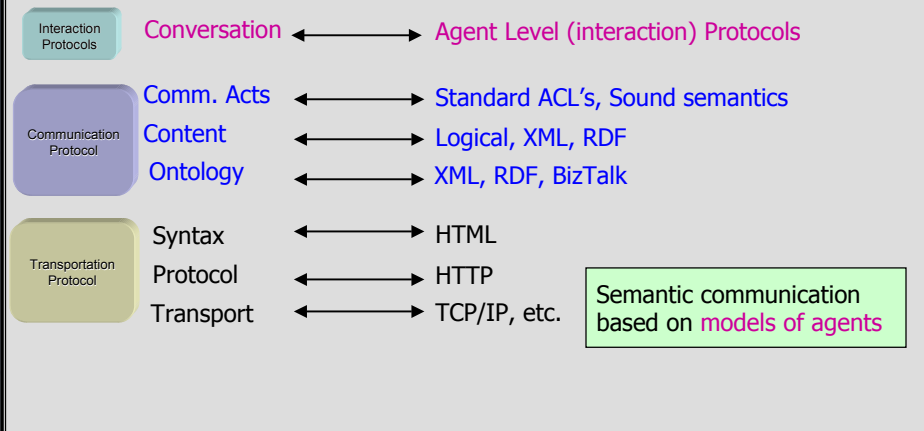 Interaction
Protocols
Conversation
Agent Level (interaction) Protocols
Communication
Protocol
Comm. Acts
Standard ACL's, Sound semantics
Content
Logical, XML, RDF
Ontology
XML, RDF, BizTalk
Transportation
Protocol
Syntax
HTML
Protocol
HTTP
Transport
TCP/IP, etc.
Semantic communication
based on models of agents